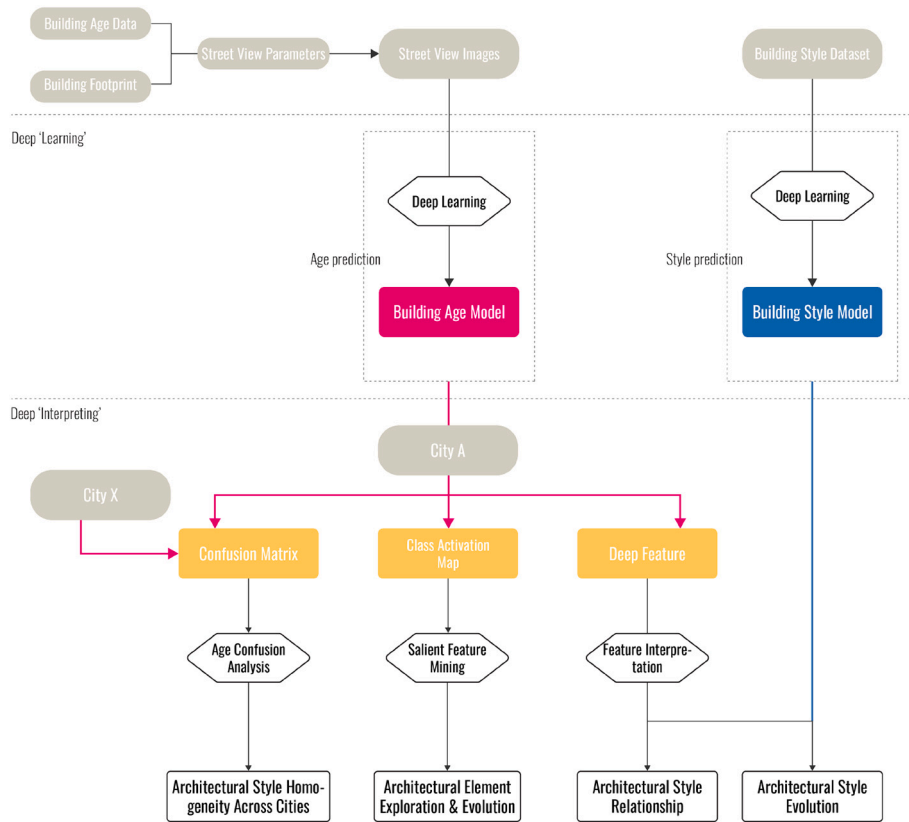 Building Age Data
Building Footprint
Street View Parameters
Street View Images
Building Style Dataset
Deep ‘Learning’
Deep Learning
Deep Learning
Age prediction
Style prediction
Building Age Model
Building Style Model
Deep ‘Interpreting’
City A
City X
Confusion Matrix
Class Activation
Map
Deep Feature
Age Confusion
Analysis
Salient Feature
Mining
Feature Interpre-
tation
Architectural Style Homo-
geneity Across Cities
Architectural Element
Exploration & Evolution
Architectural Style
Relationship
Architectural Style
Evolution